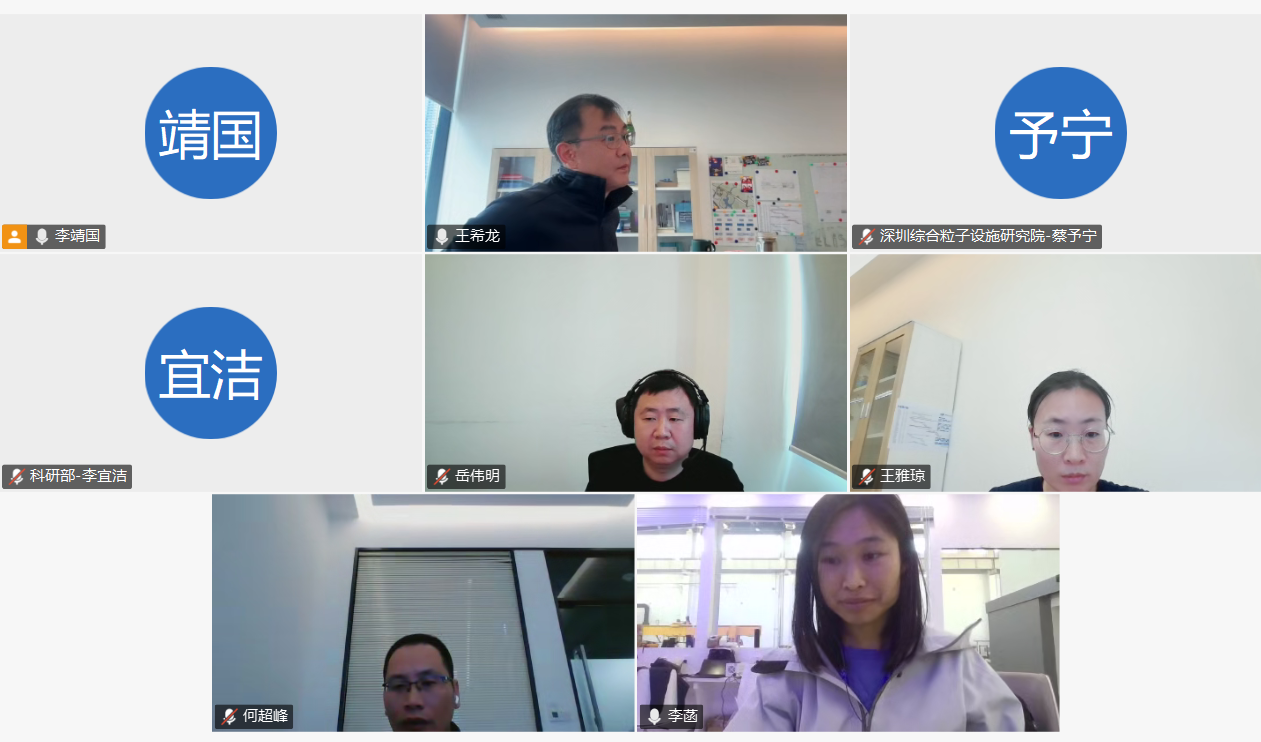 靖国
李靖国
王希龙
予宁
深圳综合粒子设施研究院-蔡予宁
宜洁
科研部-李宜洁
岳伟明
王雅琼
何超峰
李菡